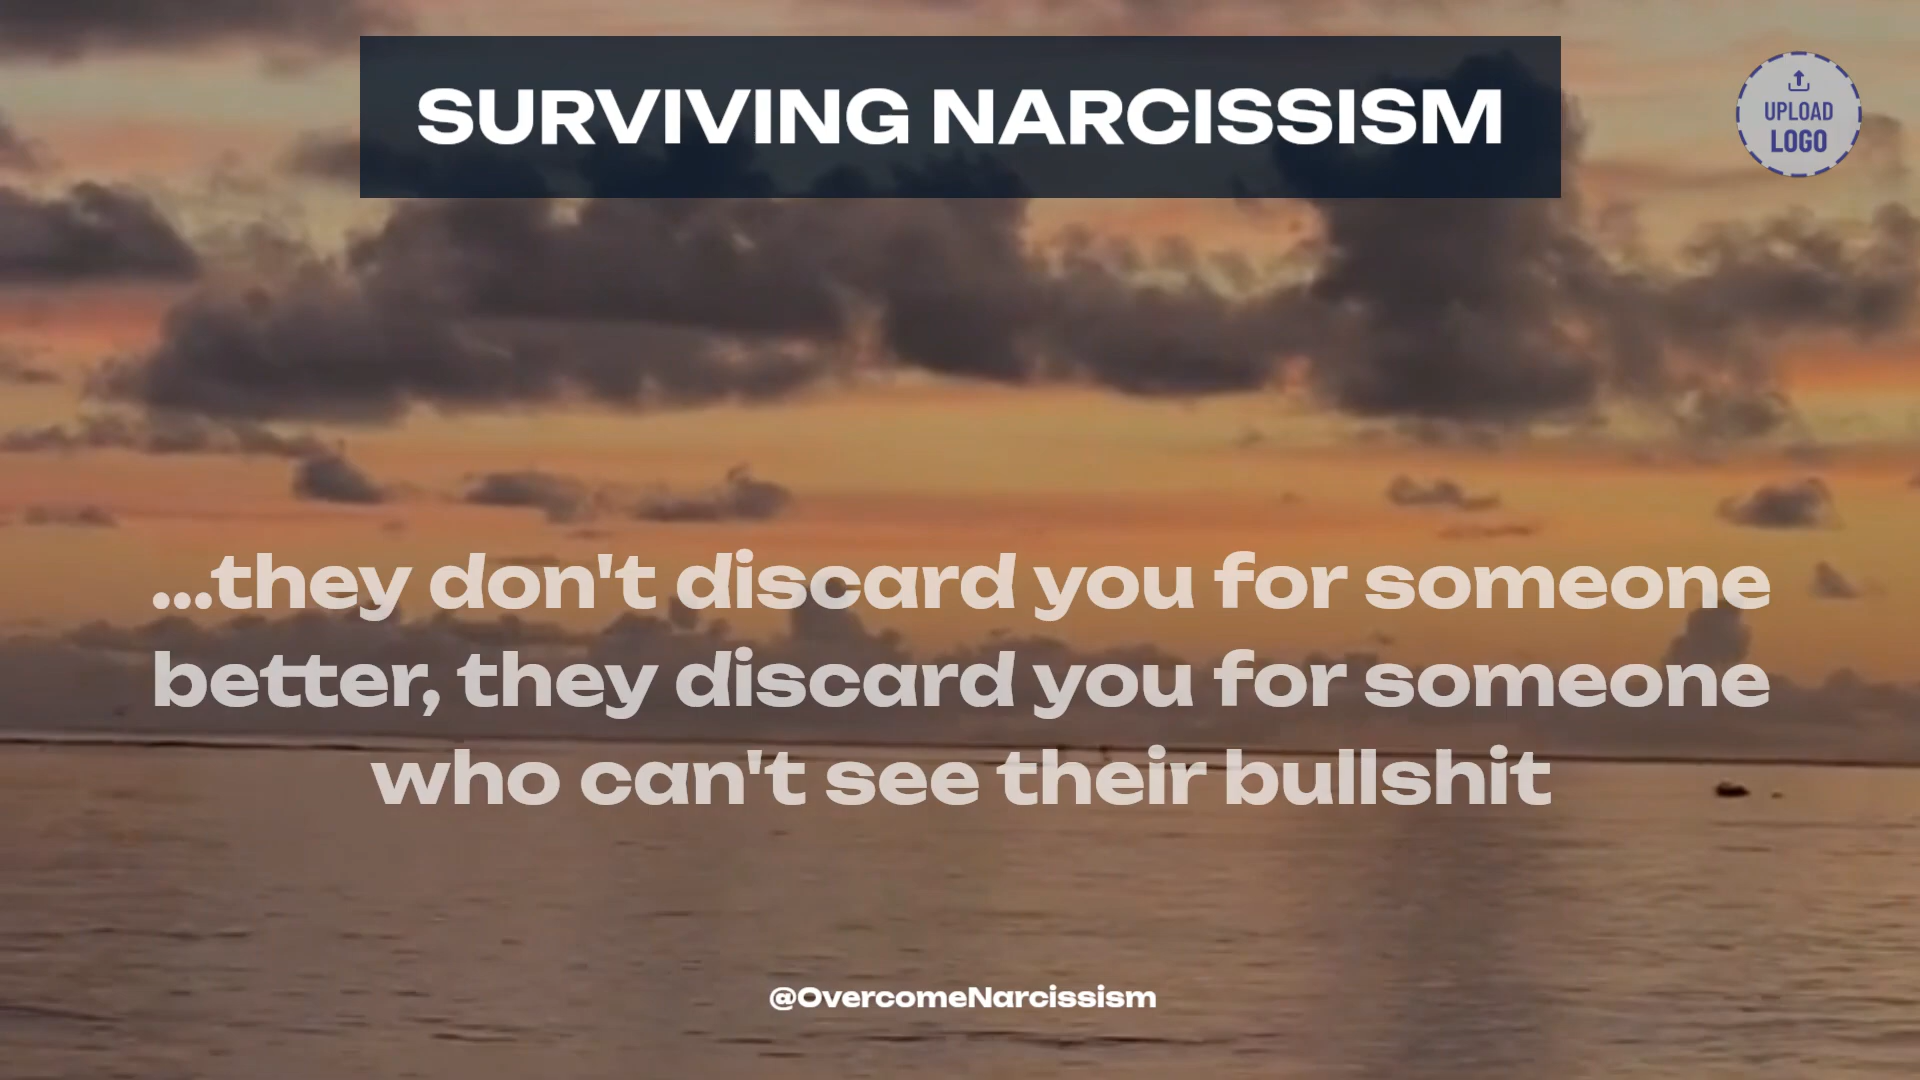 SURVIVING NARCISSISM
UPLOAD
LOGO
...they don't discard you for someone
better, they discard you for someone
who can't see their bullshit
@OvercomeNarcissism